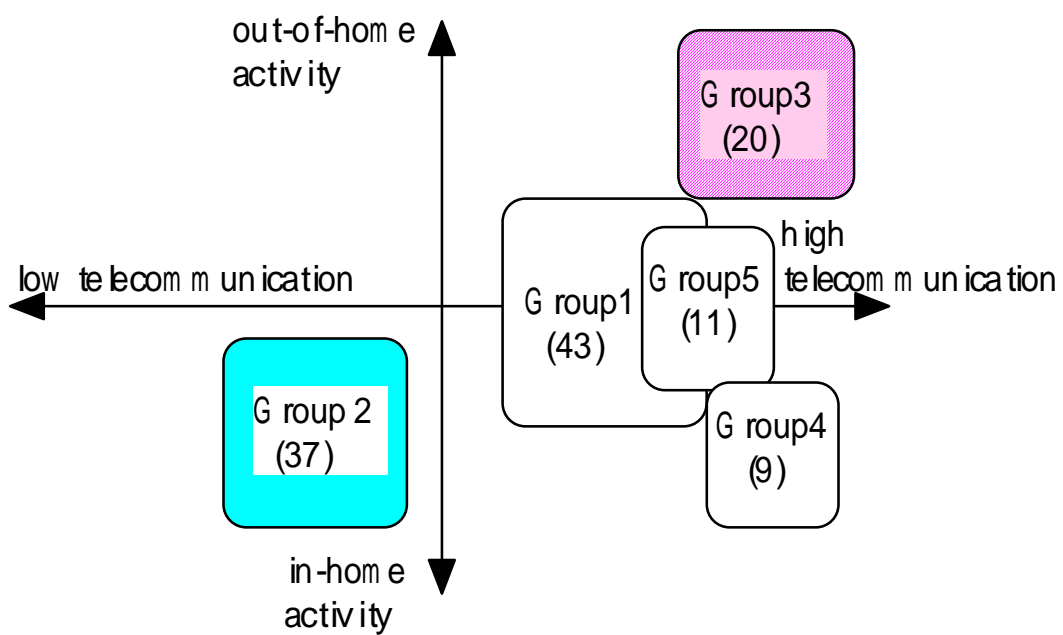 out-of-home
activity
Group3
(20)
high
low telecommunication
telecommunication
Group5
(11)
Group1
(43)
Group 2
(37)
Group4
(9)
in-home
activity